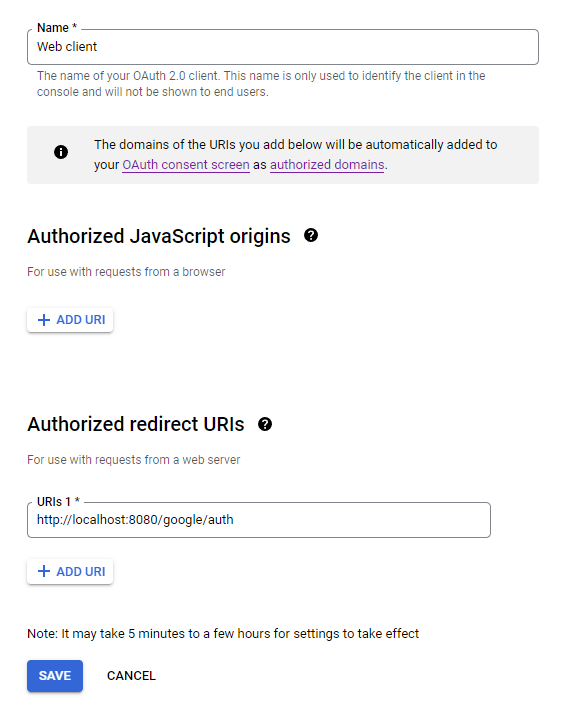 Name *
Web client
The name of your OAuth 2.0 client. This name is only used to identify the client in the
console and will not be shown to end users.
The domains of the URIs you add below will be automatically added to
your OAuth consent screen as authorized domains.
Authorized JavaScript origins
For use with requests from a browser
ADD URI
Authorized redirect URIs
For use with requests from a web server
URIs 1 *
http://localhost:8080/google/auth
ADD URI
Note: It may take 5 minutes to a few hours for settings to take effect
SAVE CANCEL